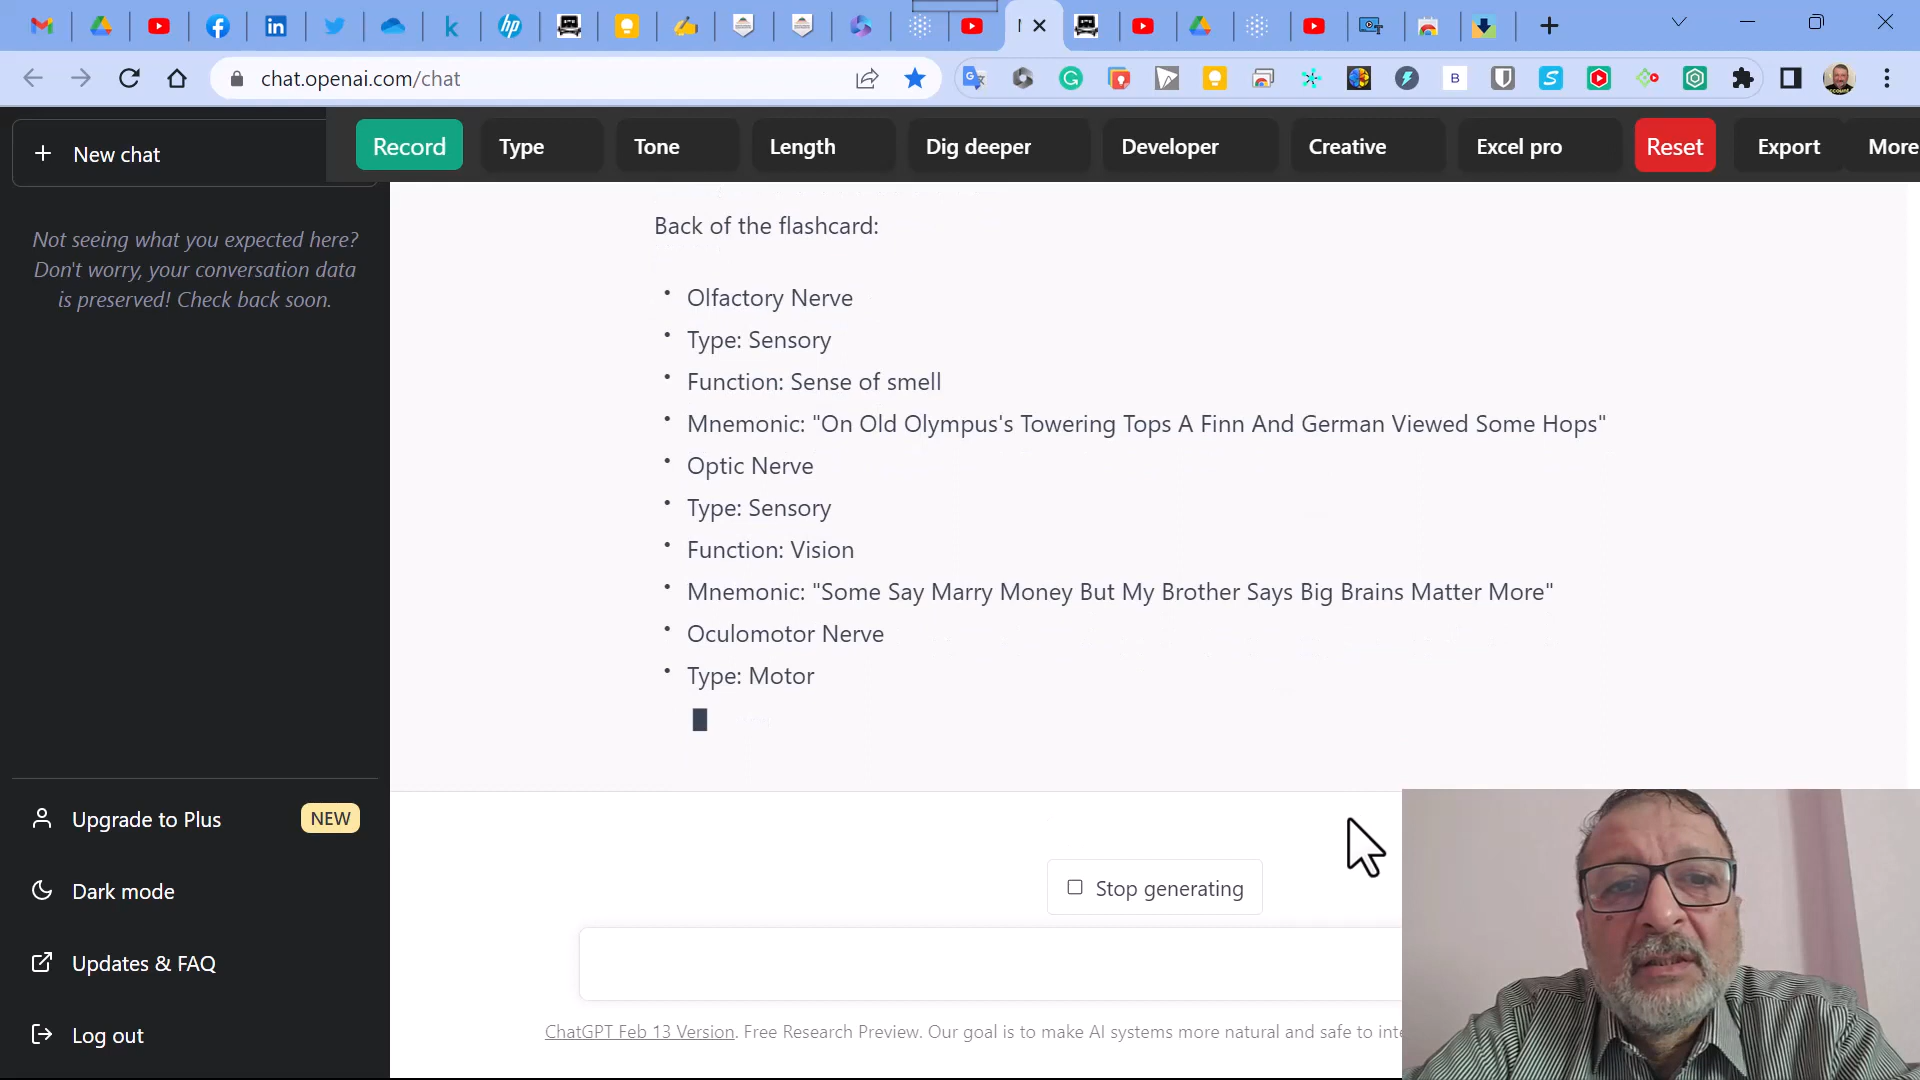 chat.openai.com/chat
New chat
Record
Type
Tone
Length
Dig deeper
Developer
Creative
Excel pro
Reset
Export
More
Not seeing what you expected here?
Don't worry, your conversation data
is preserved! Check back soon.
Back of the flashcard:
• Olfactory Nerve
• Type: Sensory
• Function: Sense of smell
• Mnemonic: "On Old Olympus's Towering Tops A Finn And German Viewed Some Hops"
• Optic Nerve
• Type: Sensory
• Function: Vision
• Mnemonic: "Some Say Marry Money But My Brother Says Big Brains Matter More"
• Oculomotor Nerve
• Type: Motor
Upgrade to Plus
NEW
Dark mode
Updates & FAQ
Log out
Stop generating
ChatGPT Feb 13 Version. Free Research Preview. Our goal is to make AI systems more natural and safe to inte